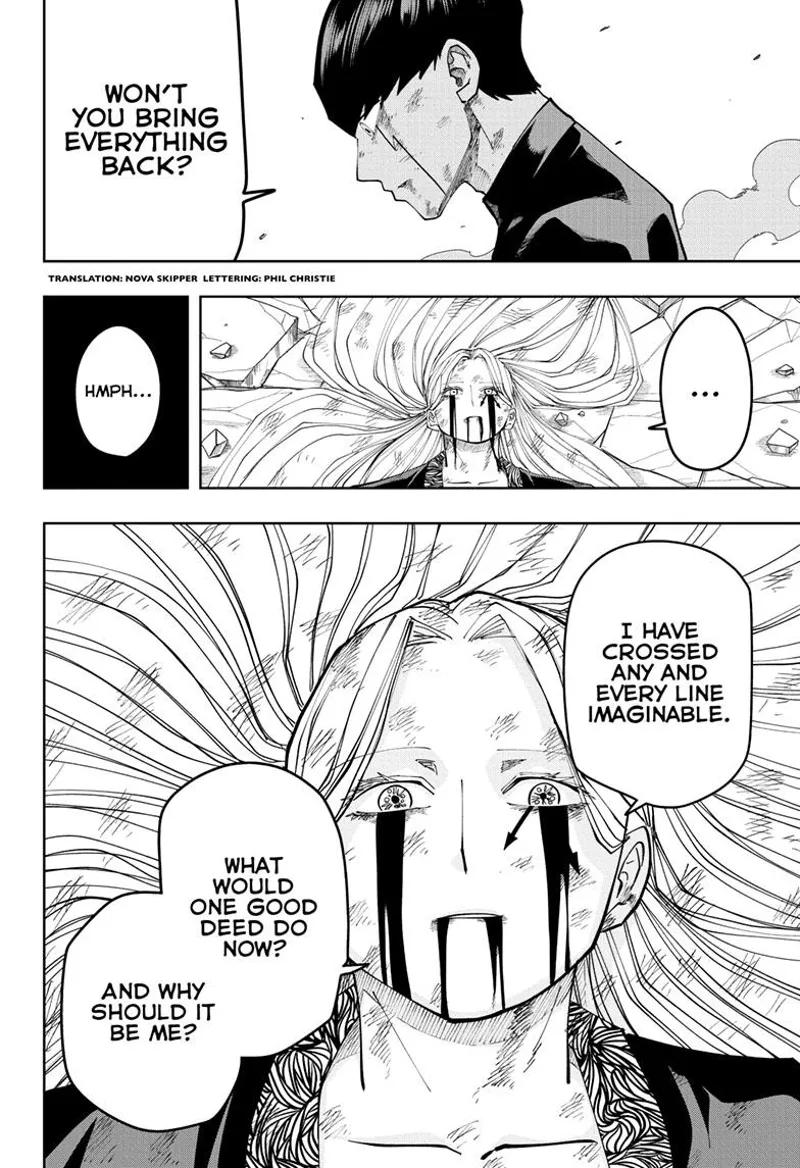 WON'T
YOU BRING
EVERYTHING
BACK?
TRANSLATION: NOVA SKIPPER LETTERING: PHIL CHRISTIE
...
HMPH...
I HAVE
CROSSED
ANY AND
EVERY LINE
IMAGINABLE.
WHAT
WOULD
ONE GOOD
DEED DO
NOW?
AND WHY
SHOULD IT
BE ME?